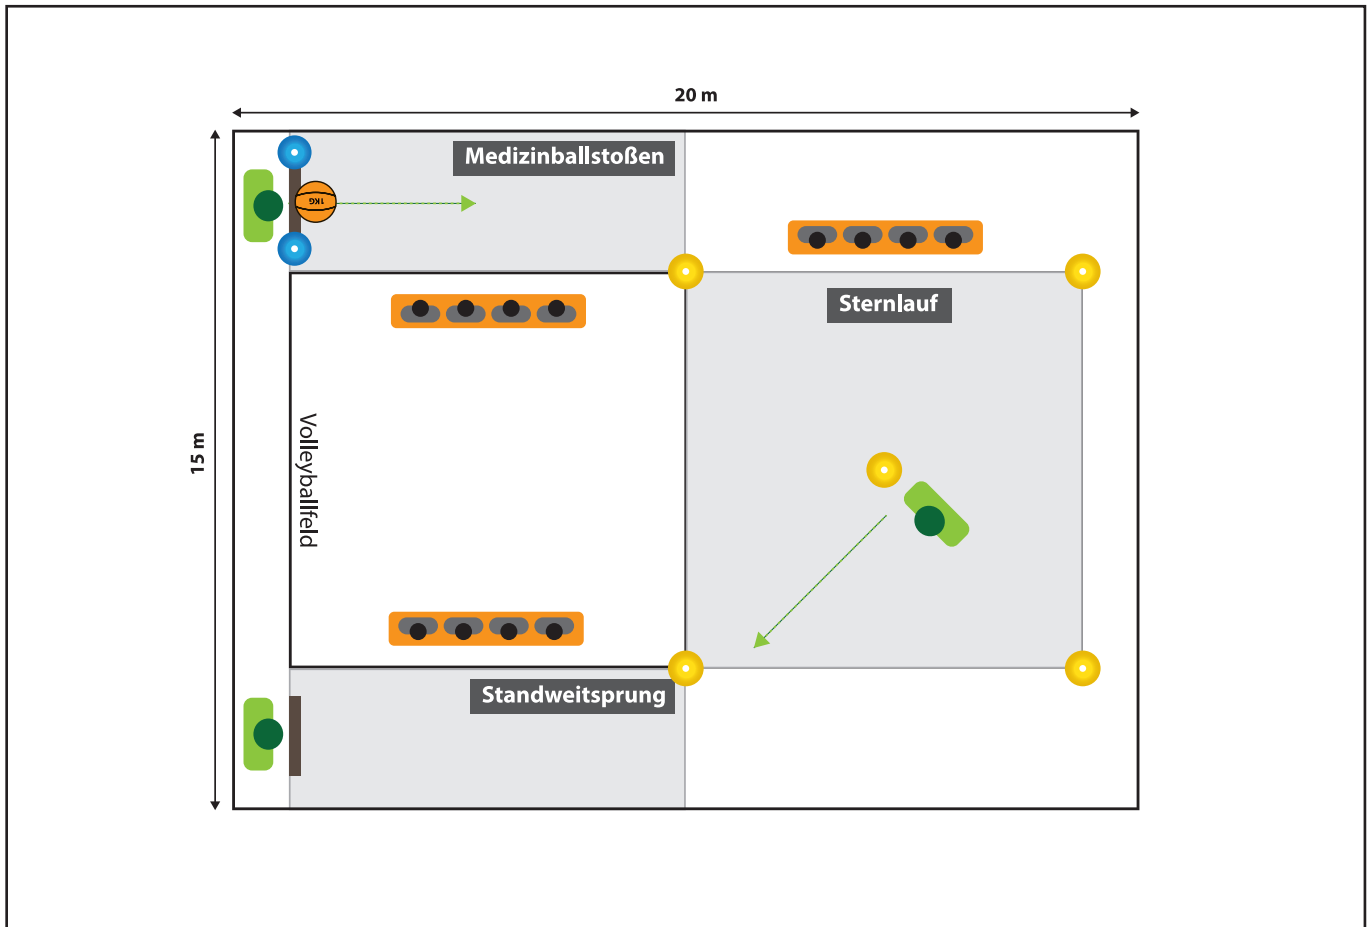 20 m
Medizinballstoßen
1KG
Sternlauf
15 m
Volleyballfeld
Standweitsprung